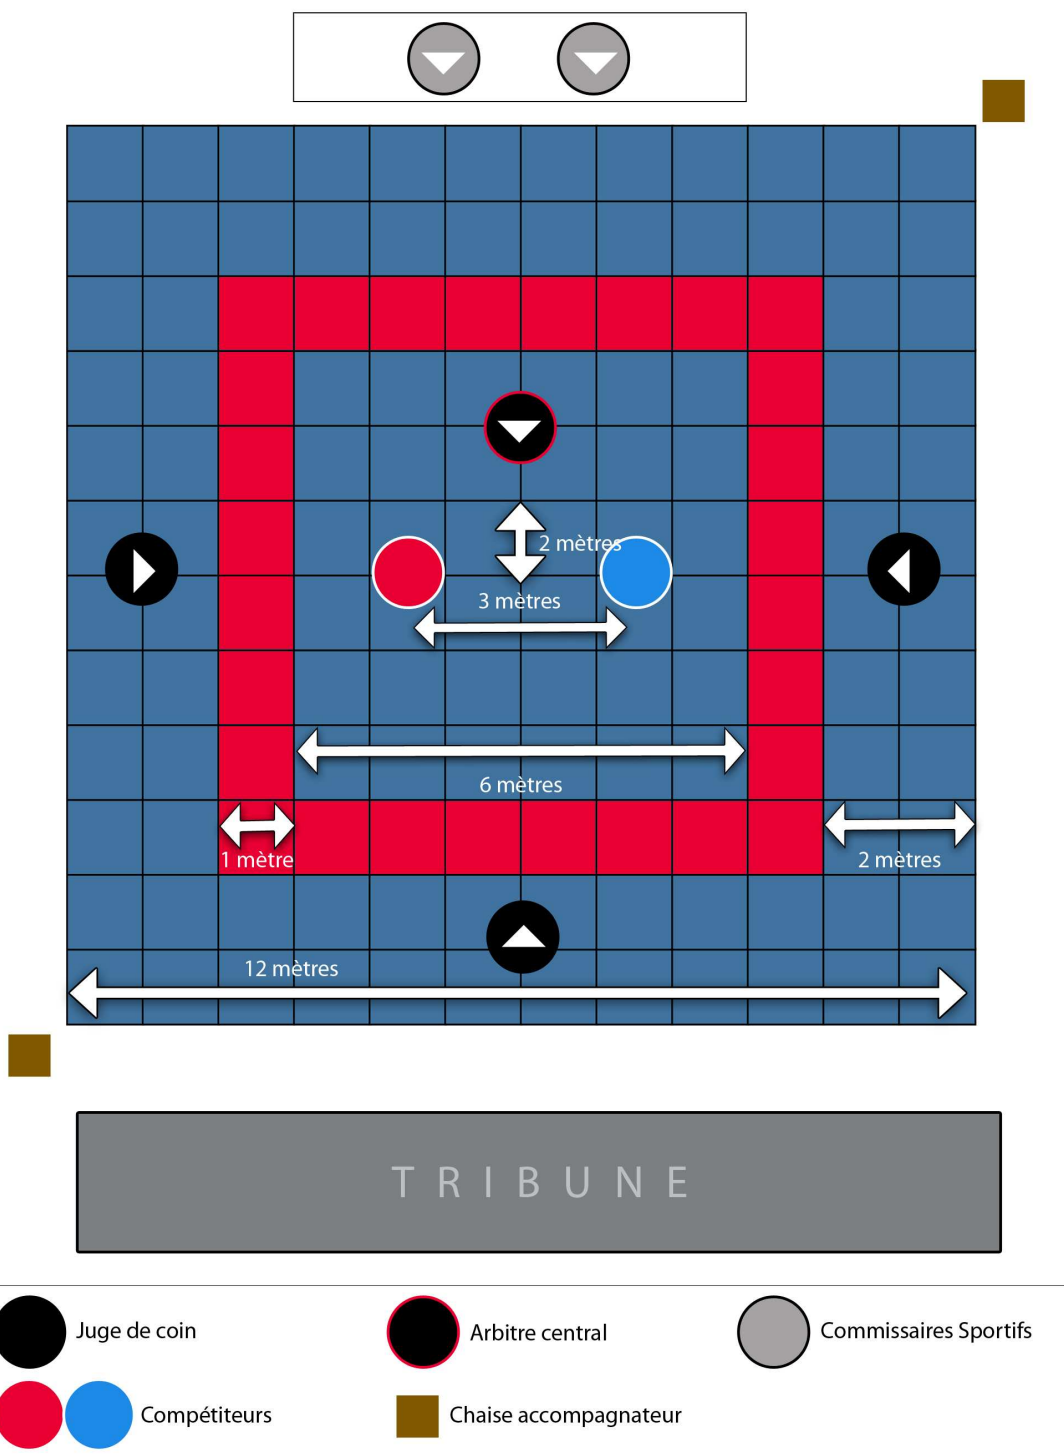 2 mètres
3 mètres
6 mètres
1 mètre
2 mètres
12 mètres
TRIBUNE
Juge de coin
Arbitre central
Commissaires Sportifs
Compétiteurs
Chaise accompagnateur